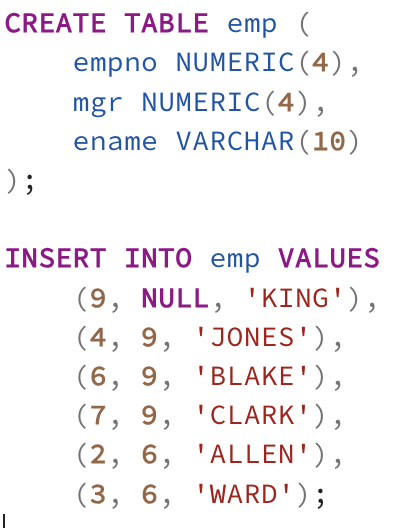 CREATE TABLE emp (
    empno NUMERIC(4),
    mgr NUMERIC(4),
    ename VARCHAR(10)
);

INSERT INTO emp VALUES
    (9, NULL, 'KING'),
    (4, 9, 'JONES'),
    (6, 9, 'BLAKE'),
    (7, 9, 'CLARK'),
    (2, 6, 'ALLEN'),
    (3, 6, 'WARD');